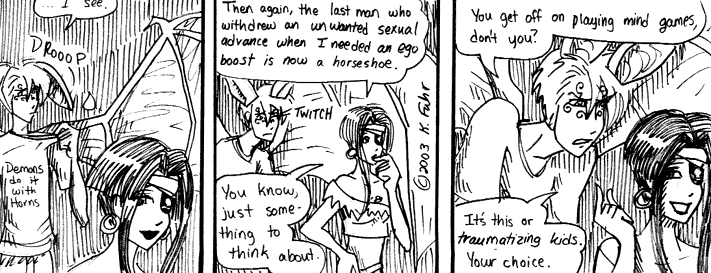 ... I see.
DROOOP
Demons
do it
with
Horns
Then again, the last man who
withdrew an unwanted sexual
advance when I needed an ego
boost is now a horseshoe.
TWITCH
You know,
just some-
thing to
think about.
©2003 K. Fahr
You get off on playing mind games,
don't you?
It's this or
traumatizing kids.
Your choice.